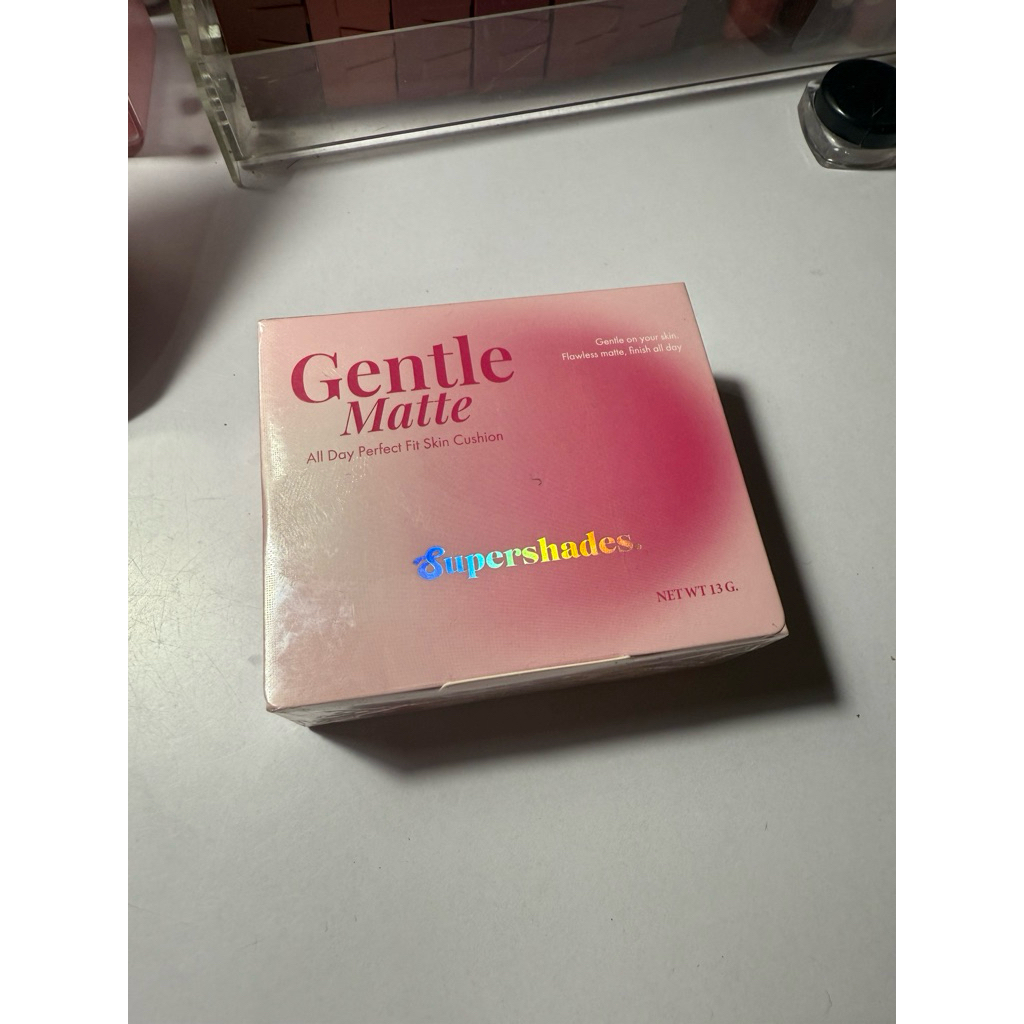 Gentle
Matte
All Day Perfect Fit Skin Cushion
Gentle on your skin.
Flawless matte, finish all day
Supershades.
NET WT 13 G.